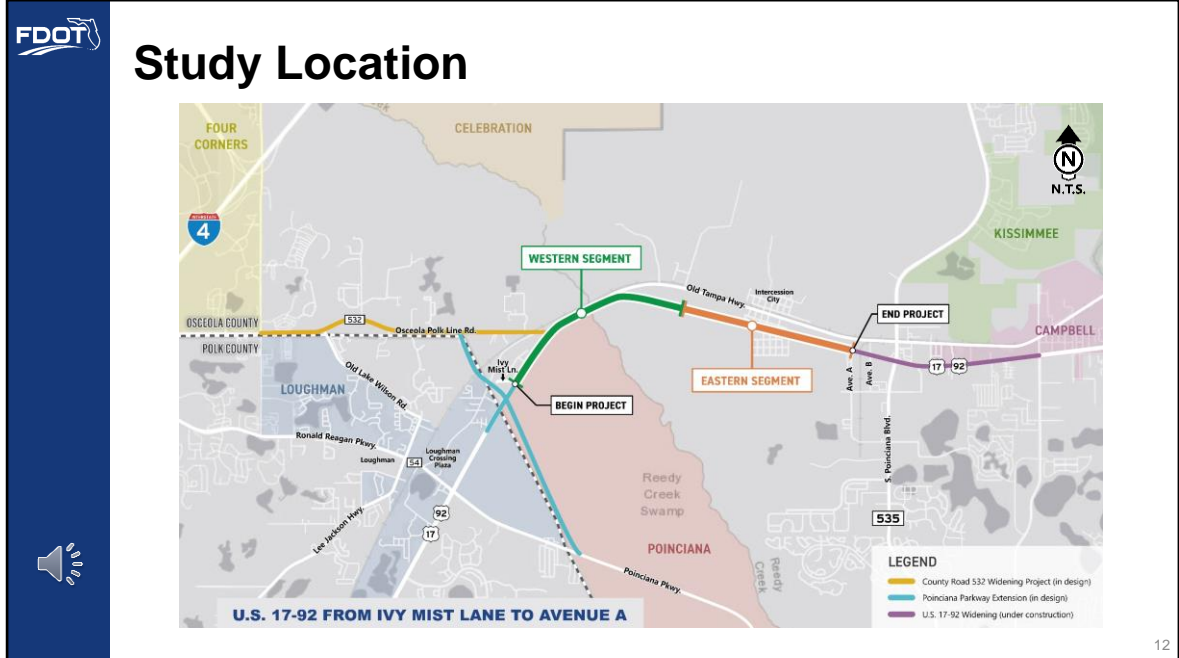 FDOT
Study Location
FOUR
CORNERS
CELEBRATION
N
N.T.S.
INTERSTATE
4
KISSIMMEE
WESTERN SEGMENT
Old Tampa Hwy.
Intercession
City
END PROJECT
OSCEOLA COUNTY
532
Osceola Polk Line Rd.
CAMPBELL
POLK COUNTY
Ivy
Mist Ln.
17
92
EASTERN SEGMENT
Ave. A
Ave. B
LOUGHMAN
Old Lake Wilson Rd.
BEGIN PROJECT
S. Poinciana Blvd.
Ronald Reagan Pkwy.
Loughman
54
Loughman
Crossing
Plaza
Reedy
Creek
Swamp
Lee Jackson Hwy.
92
17
535
POINCIANA
Poinciana Pkwy.
Reedy
Creek
LEGEND
County Road 532 Widening Project (in design)
Poinciana Parkway Extension (in design)
U.S. 17-92 Widening (under construction)
U.S. 17-92 FROM IVY MIST LANE TO AVENUE A
12